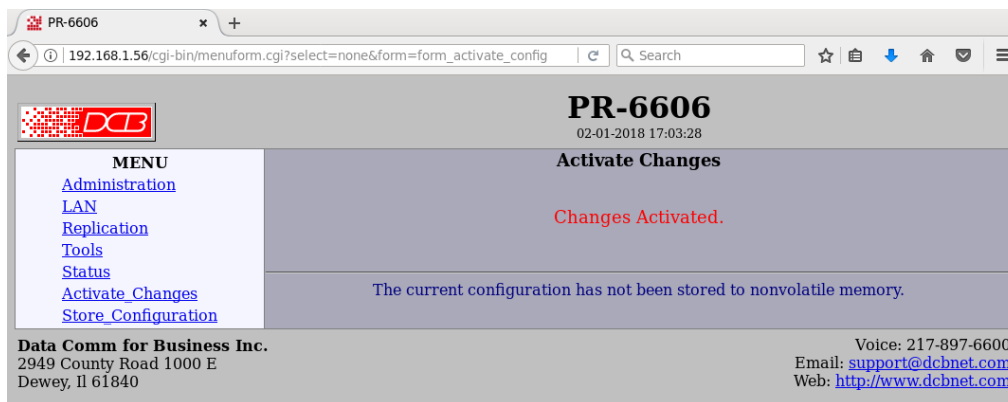 PR-6606
192.168.1.56/cgi-bin/menuform.cgi?select=none&form=form_activate_config
Search
DCB
PR-6606
02-01-2018 17:03:28
MENU
Administration
LAN
Replication
Tools
Status
Activate_Changes
Store_Configuration
Activate Changes
Changes Activated.
The current configuration has not been stored to nonvolatile memory.
Data Comm for Business Inc.
2949 County Road 1000 E
Dewey, Il 61840
Voice: 217-897-6600
Email: support@dcbnet.com
Web: http://www.dcbnet.com